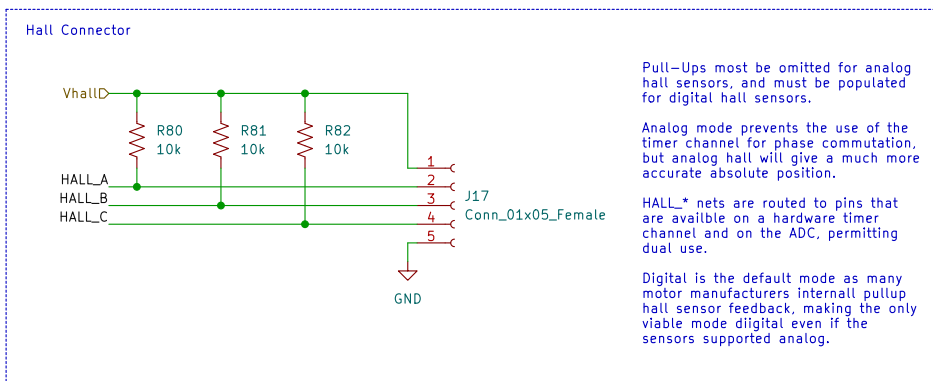 Hall Connector
Vhall
R80
10k
R81
10k
R82
10k
HALL_A
HALL_B
HALL_C
1
2
3
4
5
J17
Conn_01x05_Female
GND
Pull-Ups most be omitted for analog
hall sensors, and must be populated
for digital hall sensors.
Analog mode prevents the use of the
timer channel for phase commutation,
but analog hall will give a much more
accurate absolute position.
HALL_* nets are routed to pins that
are availble on a hardware timer
channel and on the ADC, permitting
dual use.
Digital is the default mode as many
motor manufacturers internall pullup
hall sensor feedback, making the only
viable mode diigital even if the
sensors supported analog.